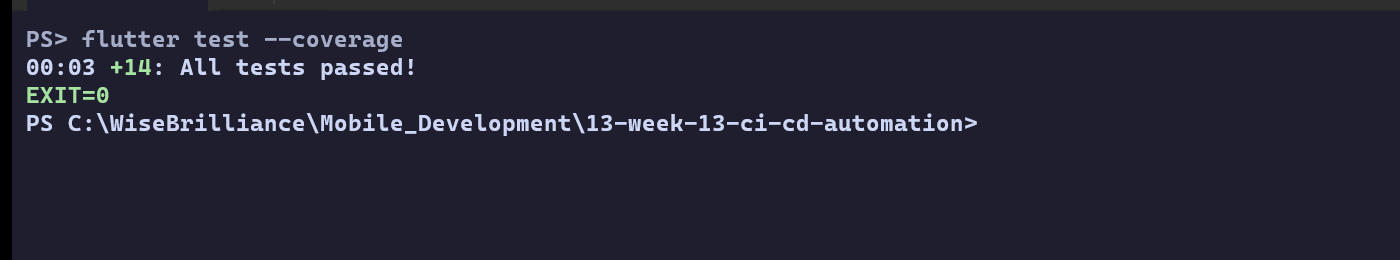 PS> flutter test --coverage
00:03 +14: All tests passed!
EXIT=0
PS C:\WiseBrilliance\Mobile_Development\13-week-13-ci-cd-automation>